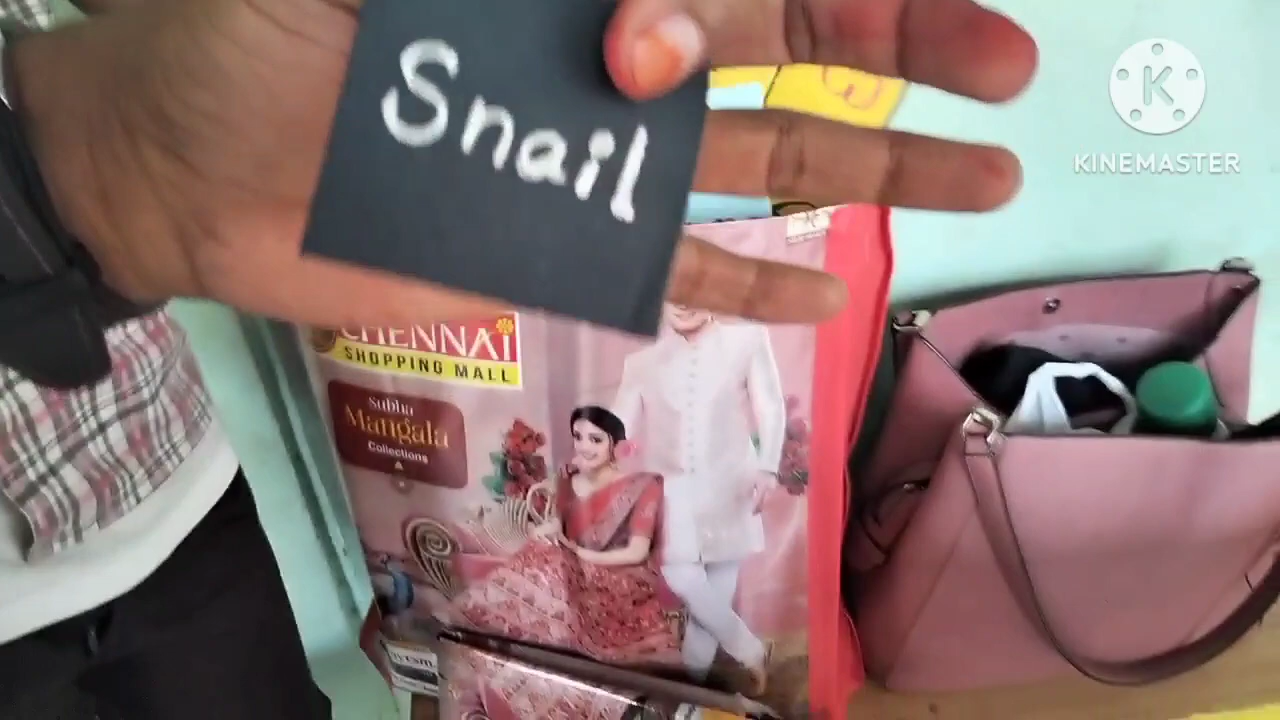 Snail
KINEMASTER
CHENNAI
SHOPPING MALL
Subha
Mangala
Collections